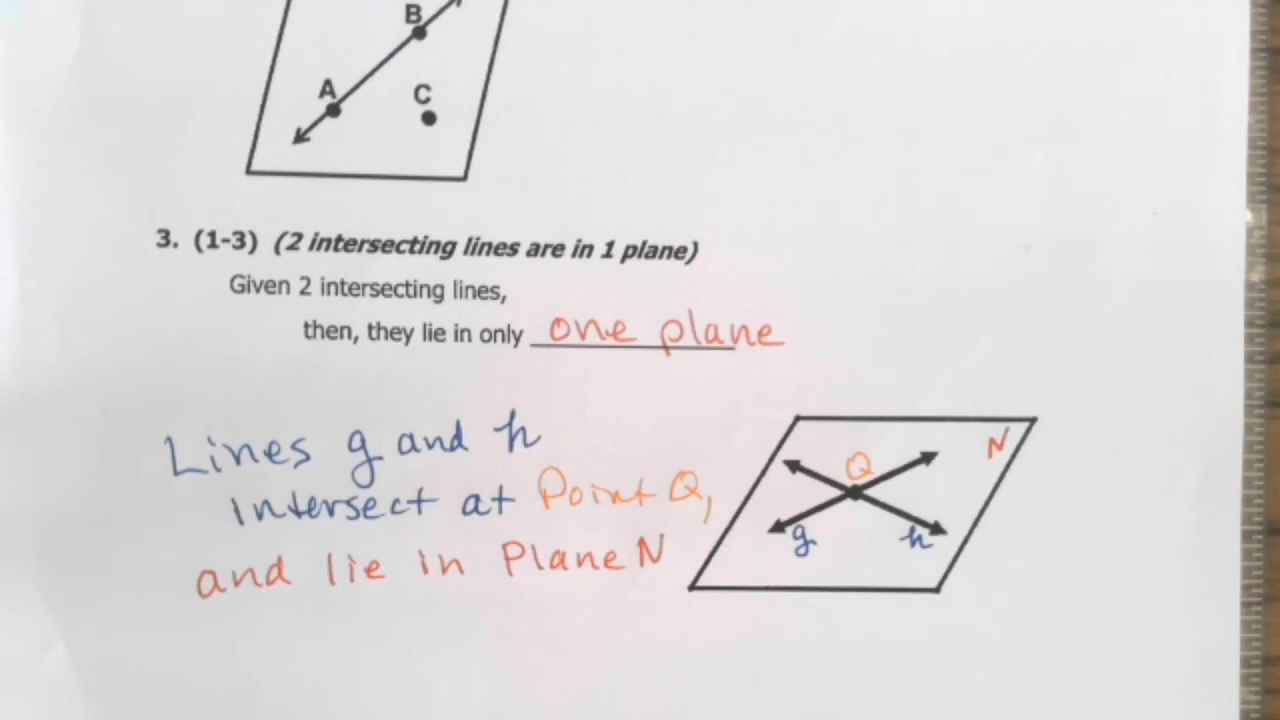 B
A
C
3. (1-3) (2 intersecting lines are in 1 plane)
Given 2 intersecting lines,
then, they lie in only one plane
Lines g and h
intersect at Point Q,
and lie in Plane N
Q
N
g
h